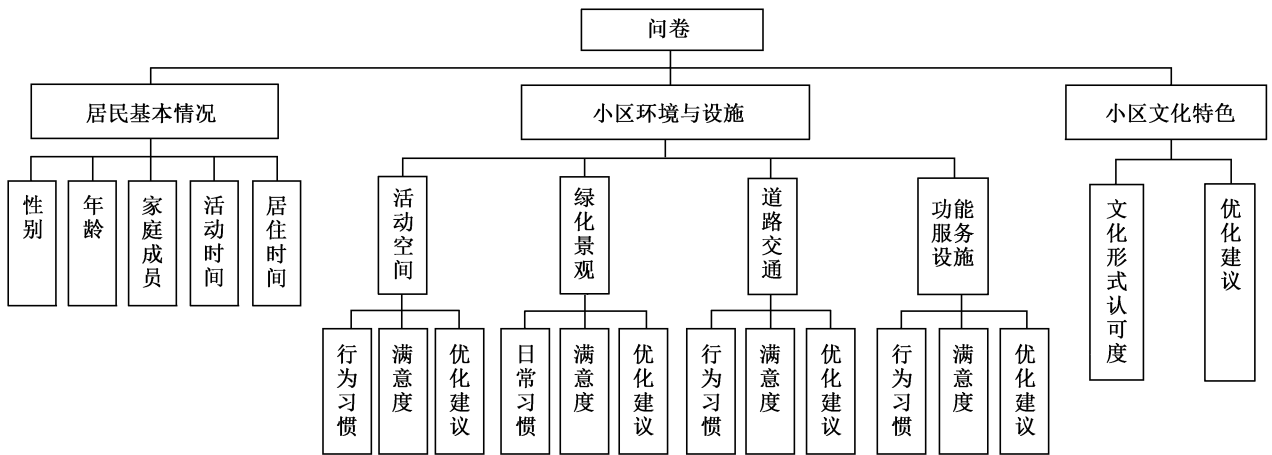 问卷
居民基本情况
小区环境与设施
小区文化特色
性别
年龄
家庭成员
活动时间
居住时间
活动空间
绿化景观
道路交通
功能
服务
设施
文化形式认可度
优化建议
行为习惯
满意度
优化建议
日常习惯
满意度
优化建议
行为习惯
满意度
优化建议
行为习惯
满意度
优化建议